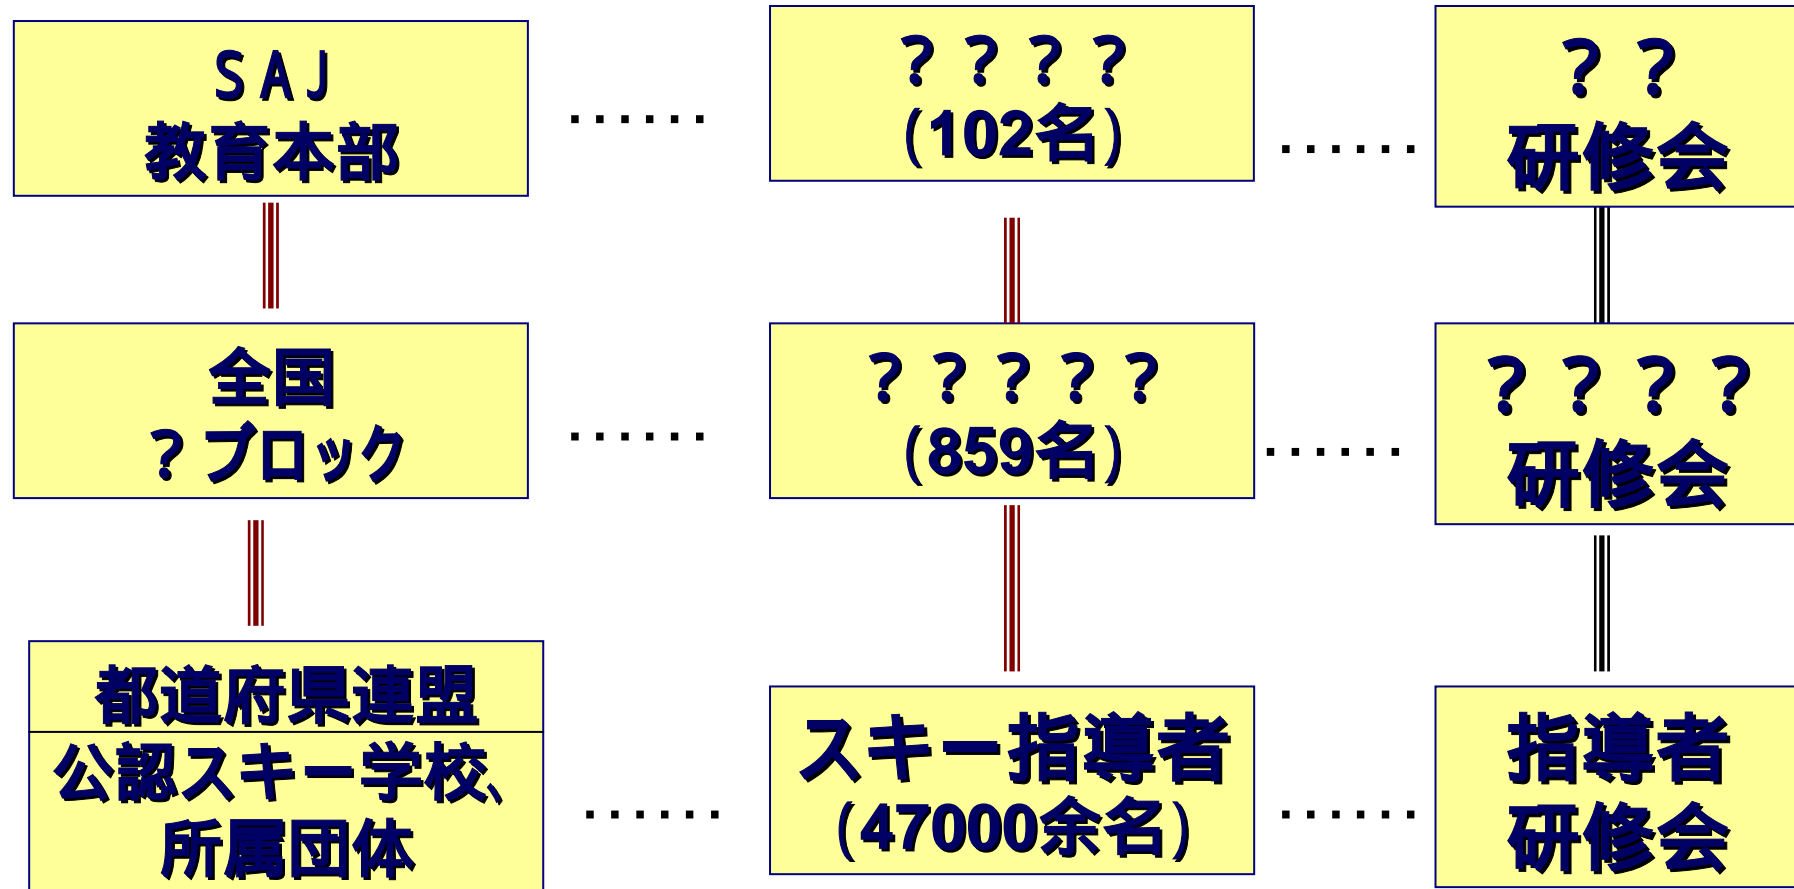 SAJ
教育本部
？？？？
(102名)
？？
研修会
全国
？ブロック
？？？？？
(859名)
？？？？
研修会
都道府県連盟
公認スキー学校、
所属団体
スキー指導者
(47000余名)
指導者
研修会